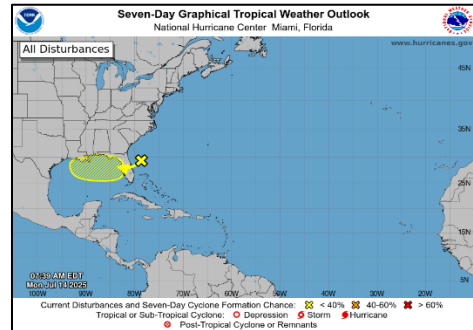 Seven-Day Graphical Tropical Weather Outlook
National Hurricane Center Miami, Florida
All Disturbances
www.hurricanes.gov
45N
35N
25N
15N
5N
07:39 AM EDT
Mon Jul 14 2025
100W 90W 80W 70W 60W 50W 40W 30W 20W
Current Disturbances and Seven-Day Cyclone Formation Chance: < 40% 40-60% > 60%
Tropical or Sub-Tropical Cyclone: Depression Storm Hurricane
Post-Tropical Cyclone or Remnants